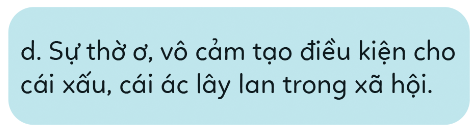 d. Sự thờ ơ, vô cảm tạo điều kiện cho
cái xấu, cái ác lây lan trong xã hội.